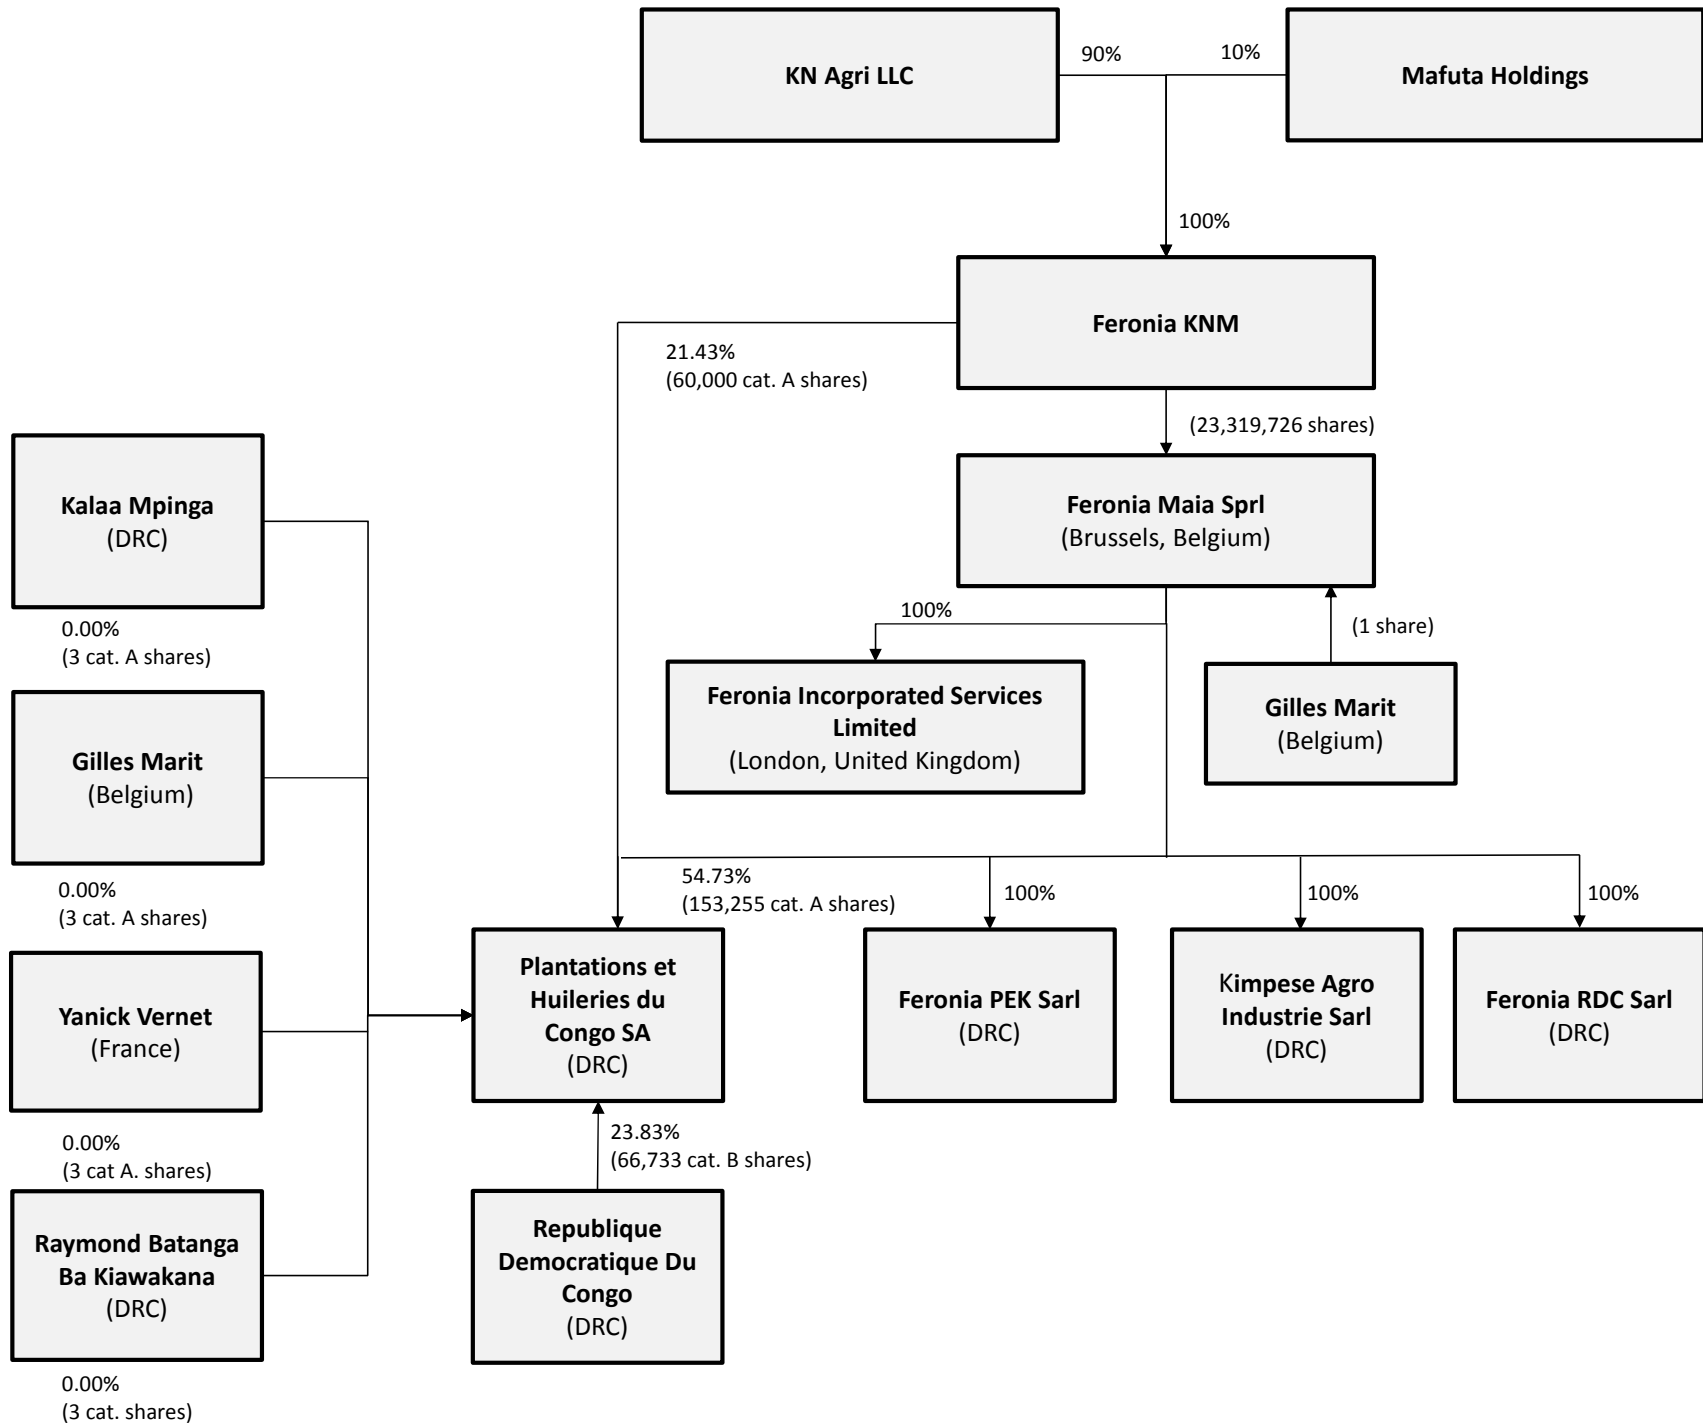 KN Agri LLC
90%
10%
Mafuta Holdings
100%
Feronia KNM
21.43%
(60,000 cat. A shares)
(23,319,726 shares)
Kalaa Mpinga
(DRC)
0.00%
(3 cat. A shares)
Feronia Maia Sprl
(Brussels, Belgium)
100%
(1 share)
Feronia Incorporated Services
Limited
(London, United Kingdom)
Gilles Marit
(Belgium)
Gilles Marit
(Belgium)
0.00%
(3 cat. A shares)
54.73%
(153,255 cat. A shares)
100%
100%
100%
Yanick Vernet
(France)
0.00%
(3 cat A. shares)
Plantations et
Huileries du
Congo SA
(DRC)
Feronia PEK Sarl
(DRC)
Kimpese Agro
Industrie Sarl
(DRC)
Feronia RDC Sarl
(DRC)
23.83%
(66,733 cat. B shares)
Raymond Batanga
Ba Kiawakana
(DRC)
0.00%
(3 cat. shares)
Republique
Democratique Du
Congo
(DRC)